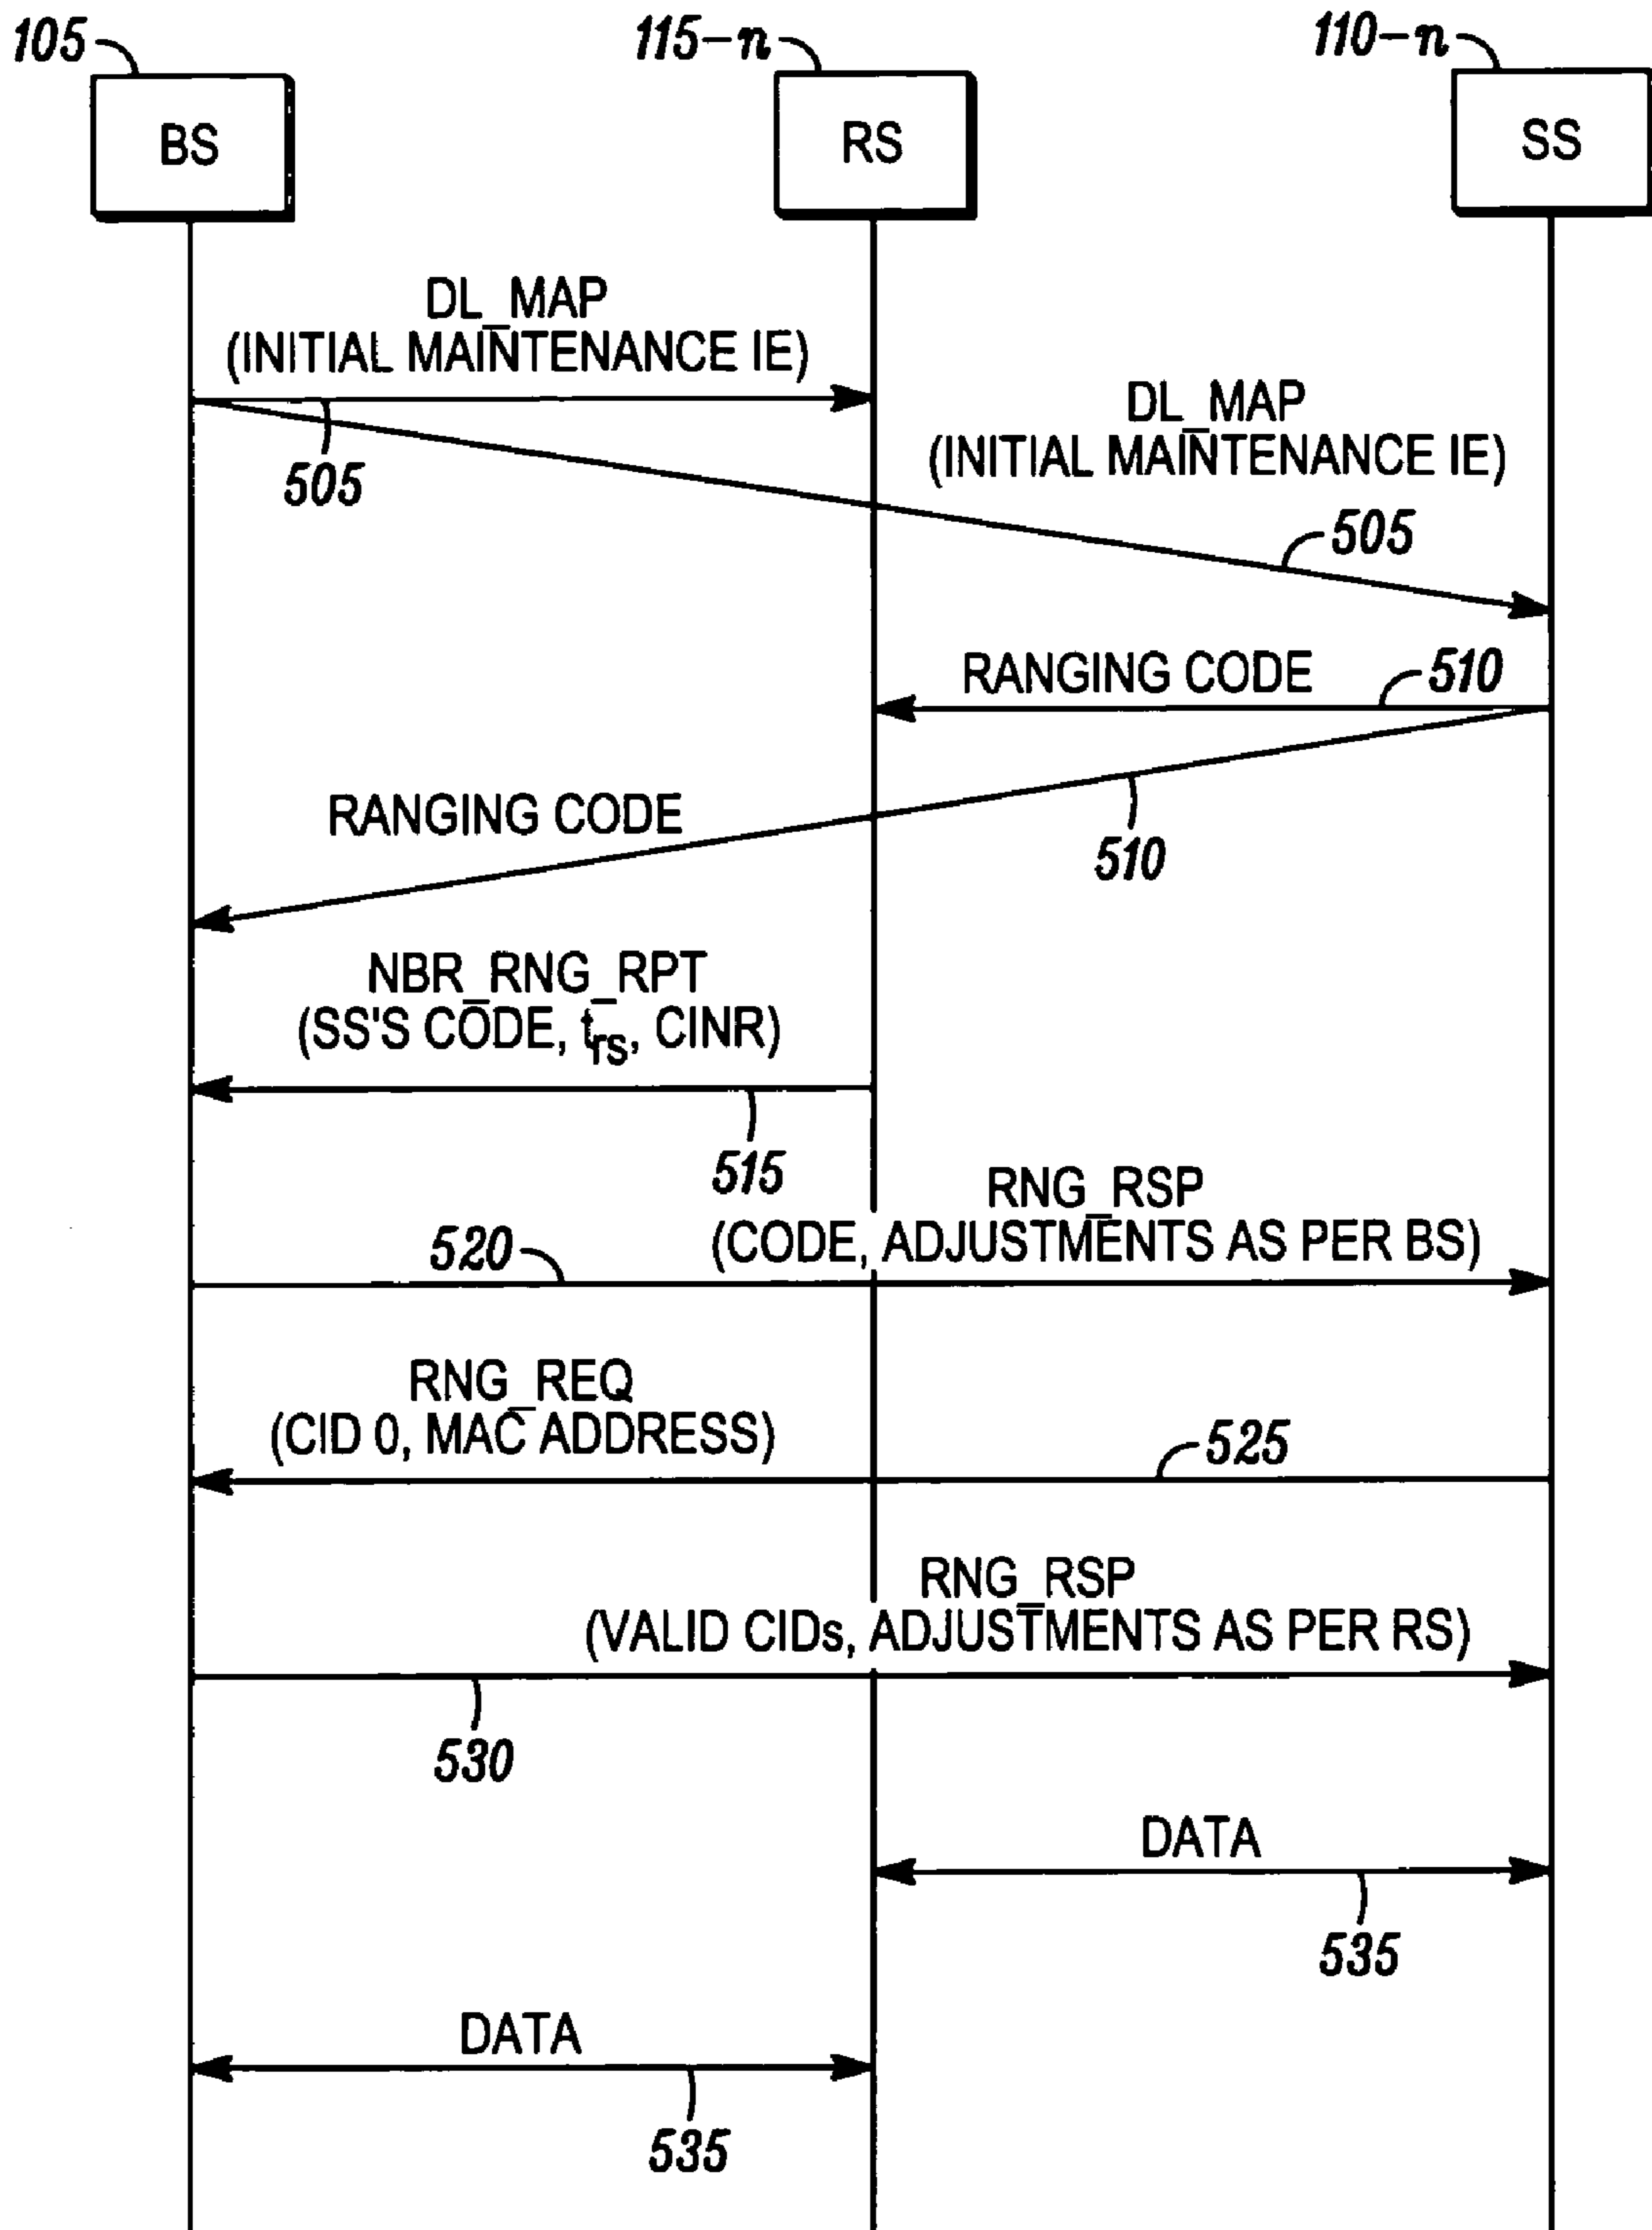 105
115-n
110-n
BS
RS
SS
DL_MAP
(INITIAL MAINTENANCE IE)
DL_MAP
(INITIAL MAINTENANCE IE)
505
505
RANGING CODE
510
RANGING CODE
510
NBR_RNG_RPT
(SS'S CODE, trs, CINR)
515
RNG_RSP
(CODE, ADJUSTMENTS AS PER BS)
520
RNG_REQ
(CID 0, MAC ADDRESS)
525
RNG_RSP
(VALID CIDs, ADJUSTMENTS AS PER RS)
530
DATA
535
DATA
535